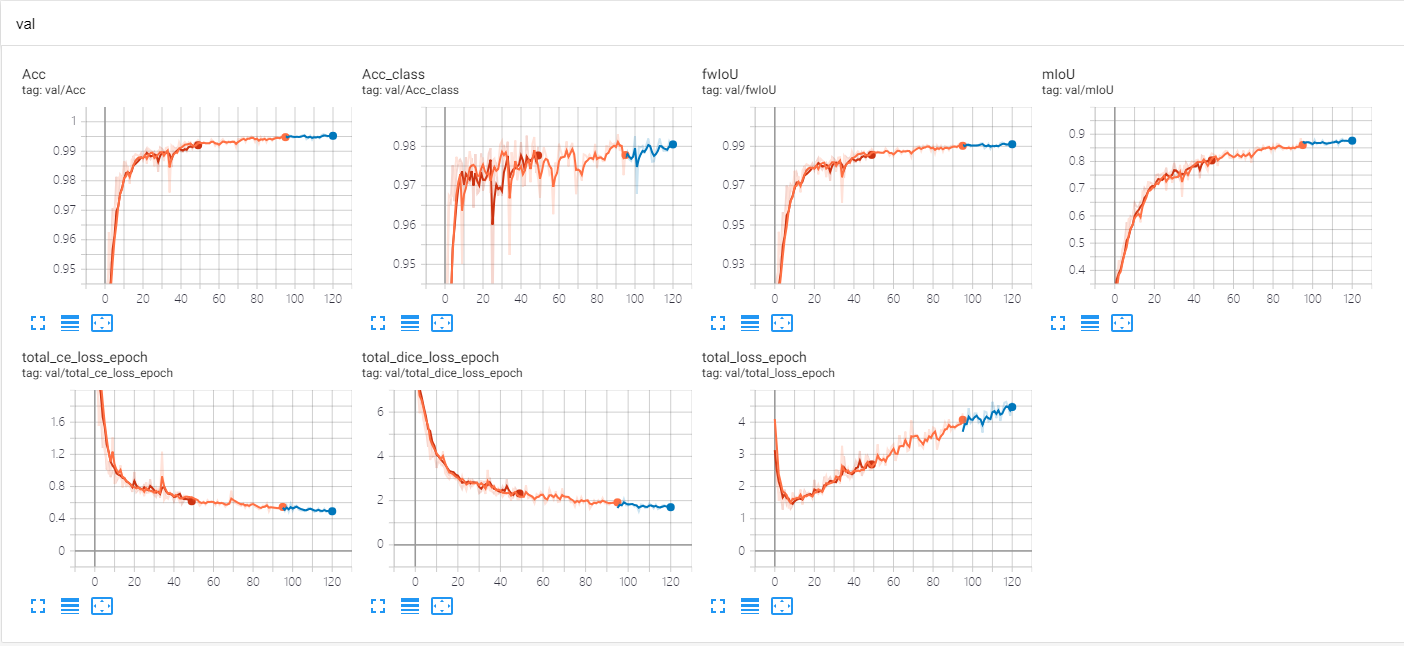 val
Acc
tag: val/Acc
1
0.99
0.98
0.97
0.96
0.95
0 20 40 60 80 100 120
Acc_class
tag: val/Acc_class
0.98
0.97
0.96
0.95
0 20 40 60 80 100 120
fwIoU
tag: val/fwIoU
0.99
0.97
0.95
0.93
0 20 40 60 80 100 120
mIoU
tag: val/mIoU
0.9
0.8
0.7
0.6
0.5
0.4
0 20 40 60 80 100 120
total_ce_loss_epoch
tag: val/total_ce_loss_epoch
1.6
1.2
0.8
0.4
0
0 20 40 60 80 100 120
total_dice_loss_epoch
tag: val/total_dice_loss_epoch
6
4
2
0
0 20 40 60 80 100 120
total_loss_epoch
tag: val/total_loss_epoch
4
3
2
1
0
0 20 40 60 80 100 120